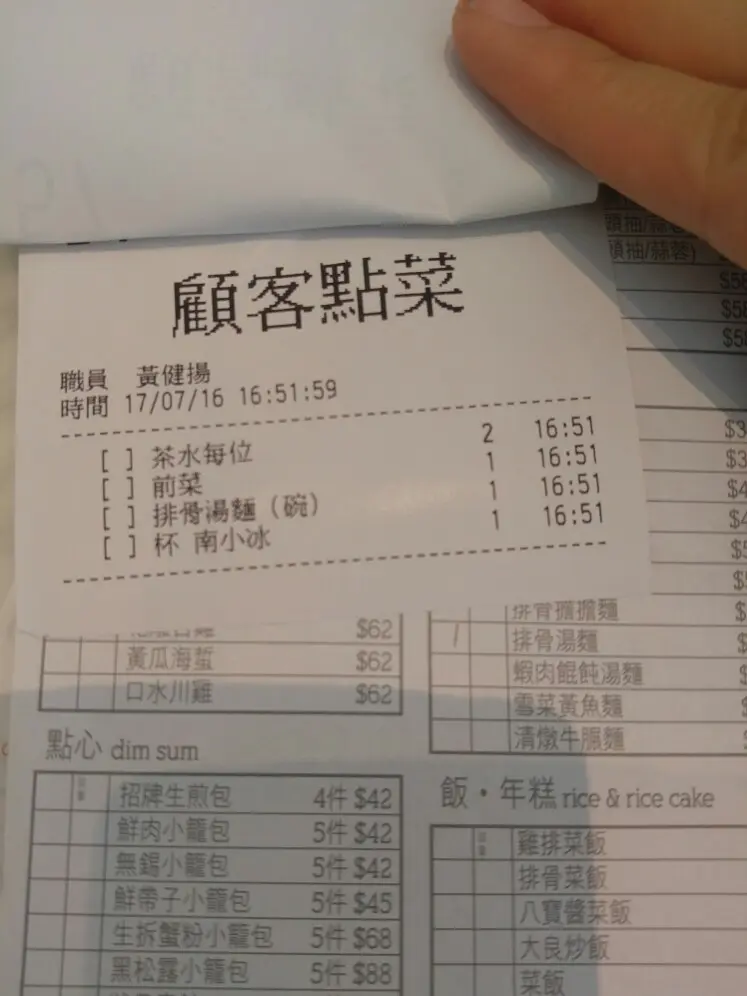 顧客點菜
職員 黃健揚
時間 17/07/16 16:51:59
[ ] 茶水每位 2 16:51
[ ] 前菜 1 16:51
[ ] 排骨湯麵（碗） 1 16:51
[ ] 杯 南小冰 1 16:51
頭抽/蒜蓉)
$62
黃瓜海蜇 $62
口水川雞 $62
點心 dim sum
招牌生煎包 4件 $42
鮮肉小籠包 5件 $42
無錫小籠包 5件 $42
鮮帶子小籠包 5件 $45
生拆蟹粉小籠包 5件 $68
黑松露小籠包 5件 $88
排骨擔擔麵
排骨湯麵
蝦肉餛飩湯麵
雪菜黃魚麵
清燉牛𦟌麵
飯·年糕 rice & rice cake
雞排菜飯
排骨菜飯
八寶醬菜飯
大良炒飯
菜飯